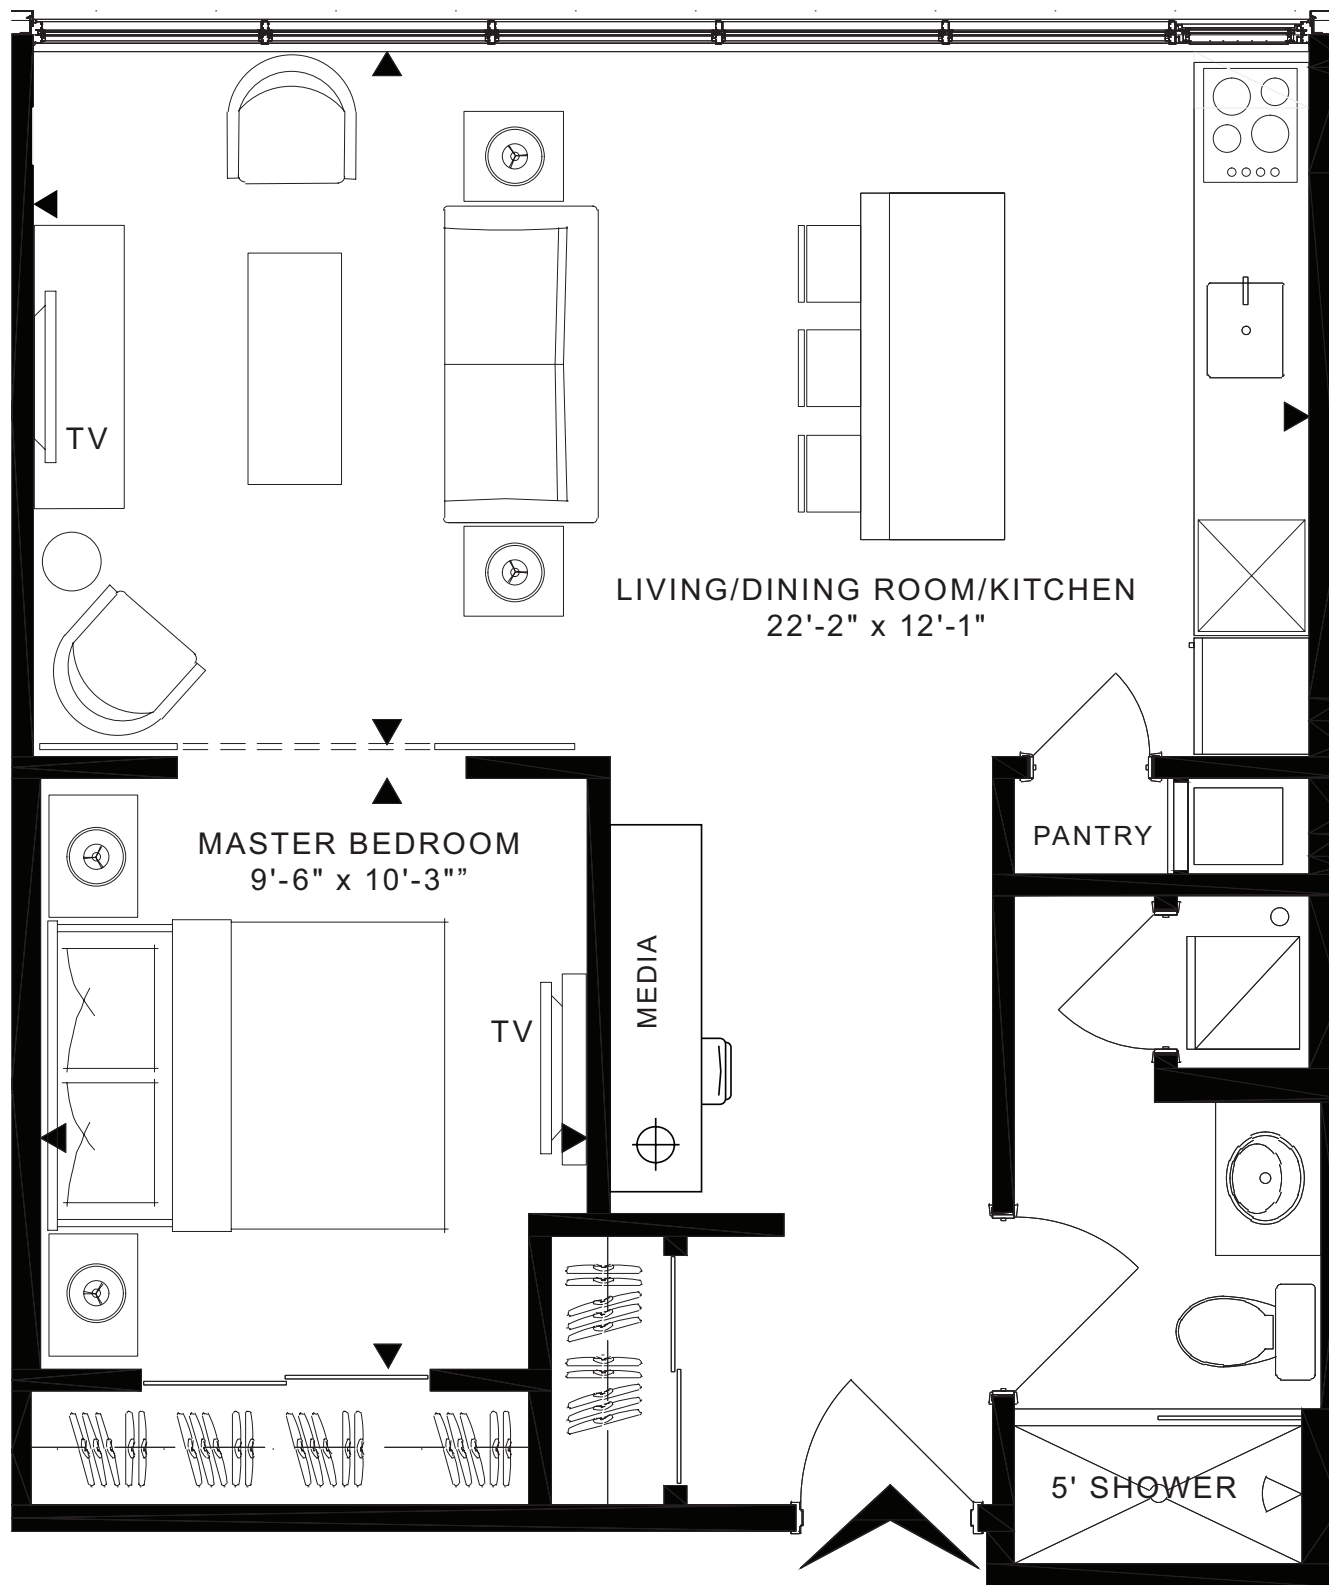 TV
LIVING/DINING ROOM/KITCHEN
22'-2" x 12'-1"
MASTER BEDROOM
9'-6" x 10'-3"”
PANTRY
MEDIA
TV
5' SHOWER